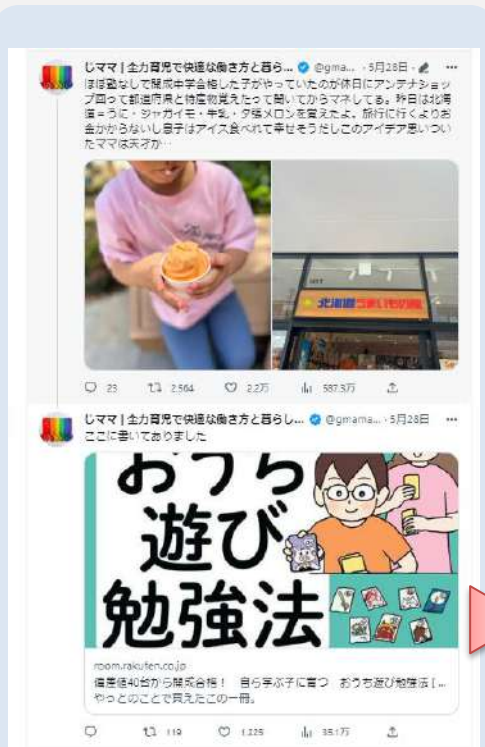 じママ | 全力育児で快適な働き方と暮ら... @gma... ・5月28日・ ...
ほぼ塾なしで開成中学合格した子がやっていたのが休日にアンテナショッ
プ回って都道府県と特産物覚えたって聞いてからマネしてる。昨日は北海
道＝うに・ジャガイモ・牛乳・夕張メロンを覚えたよ。旅行に行くよりお
金かからないし息子はアイス食べれて幸せそうだしこのアイデア思いつい
たママは天才か…
北海道うまいもの館
23 2,564 2.2万 587.3万
じママ | 全力育児で快適な働き方と暮らし... @gmama... ・5月28日 ...
ここに書いてありました
おうち
遊び
勉強法
room.rakuten.co.jp
偏差値40台から開成合格！ 自ら学ぶ子に育つ おうち遊び勉強法 [ ...
やっとのことで買えたこの一冊。
119 1,225 35.1万